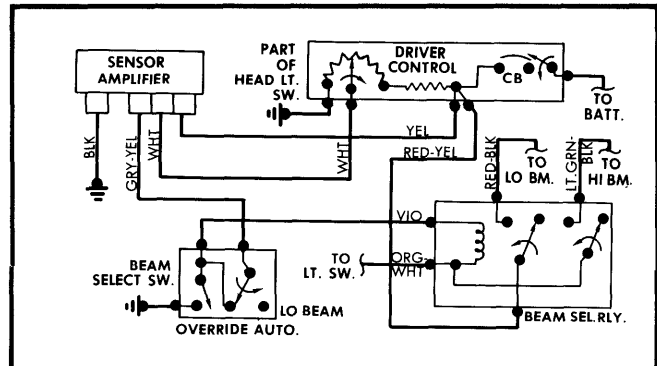 SENSOR
AMPLIFIER
PART
OF
HEAD LT.
SW.
DRIVER
CONTROL
CB
TO
BATT.
BLK
GRY-YEL
WHT
YEL
WHT
RED-YEL
RED-BLK
TO
LO BM.
LT. GRN-
BLK
TO
HI BM.
VIO
TO
LT. SW.
ORG-
WHT
BEAM
SELECT SW.
LO BEAM
OVERRIDE AUTO.
BEAM SEL.RLY.